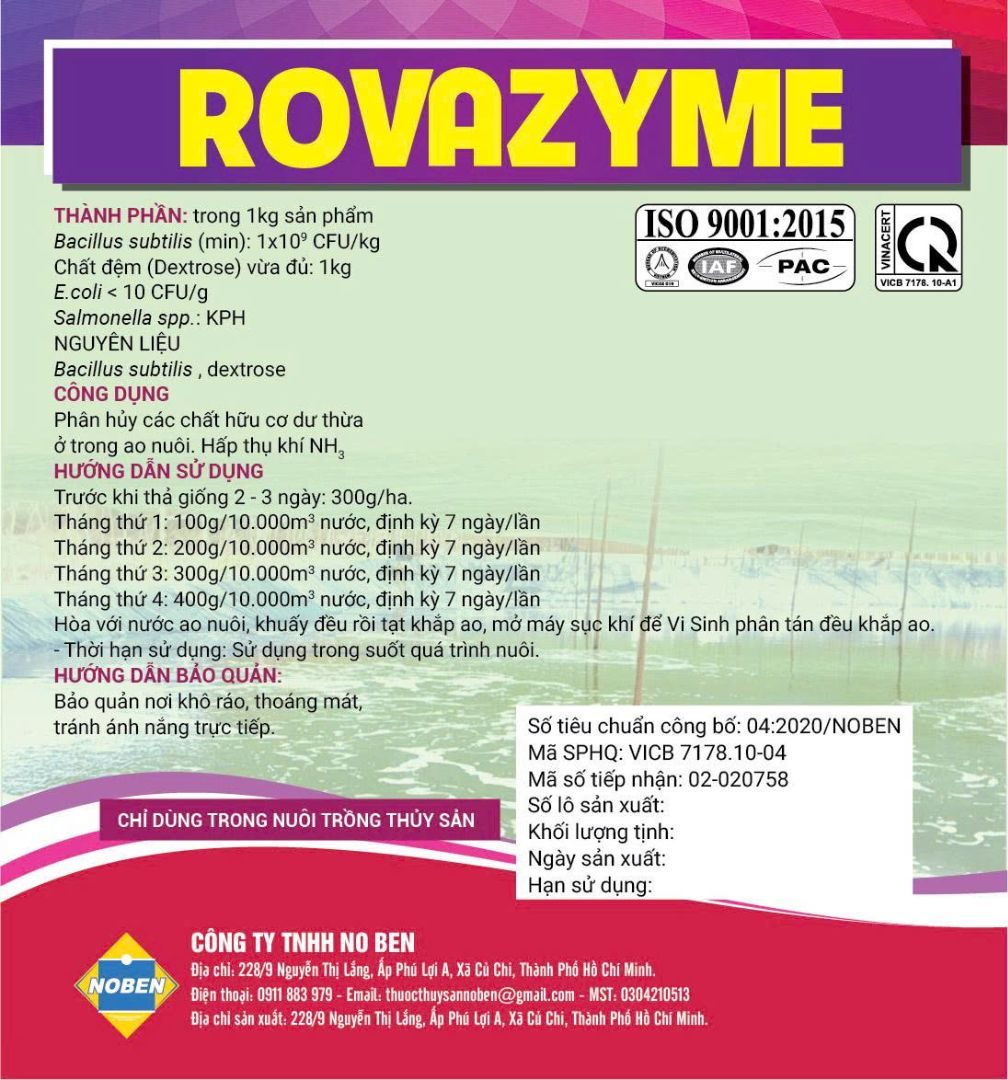 ROVAZYME
THÀNH PHẦN: trong 1kg sản phẩm
Bacillus subtilis (min): 1x10⁹ CFU/kg
Chất đệm (Dextrose) vừa đủ: 1kg
E.coli < 10 CFU/g
Salmonella spp.: KPH
NGUYÊN LIỆU
Bacillus subtilis , dextrose
CÔNG DỤNG
Phân hủy các chất hữu cơ dư thừa
ở trong ao nuôi. Hấp thụ khí NH₃
HƯỚNG DẪN SỬ DỤNG
Trước khi thả giống 2 - 3 ngày: 300g/ha.
Tháng thứ 1: 100g/10.000m³ nước, định kỳ 7 ngày/lần
Tháng thứ 2: 200g/10.000m³ nước, định kỳ 7 ngày/lần
Tháng thứ 3: 300g/10.000m³ nước, định kỳ 7 ngày/lần
Tháng thứ 4: 400g/10.000m³ nước, định kỳ 7 ngày/lần
Hòa với nước ao nuôi, khuấy đều rồi tạt khắp ao, mở máy sục khí để Vi Sinh phân tán đều khắp ao.
- Thời hạn sử dụng: Sử dụng trong suốt quá trình nuôi.
HƯỚNG DẪN BẢO QUẢN:
Bảo quản nơi khô ráo, thoáng mát,
tránh ánh nắng trực tiếp.
ISO 9001:2015
IAF
PAC
VINACERT
VICB 7178. 10-A1
Số tiêu chuẩn công bố: 04:2020/NOBEN
Mã SPHQ: VICB 7178.10-04
Mã số tiếp nhận: 02-020758
Số lô sản xuất:
Khối lượng tịnh:
Ngày sản xuất:
Hạn sử dụng:
CHỈ DÙNG TRONG NUÔI TRỒNG THỦY SẢN
NOBEN
CÔNG TY TNHH NO BEN
Địa chỉ: 228/9 Nguyễn Thị Lắng, Ấp Phú Lợi A, Xã Củ Chi, Thành Phố Hồ Chí Minh.
Điện thoại: 0911 883 979 - Email: thuocthuysannoben@gmail.com - MST: 0304210513
Địa chỉ sản xuất: 228/9 Nguyễn Thị Lắng, Ấp Phú Lợi A, Xã Củ Chi, Thành Phố Hồ Chí Minh.